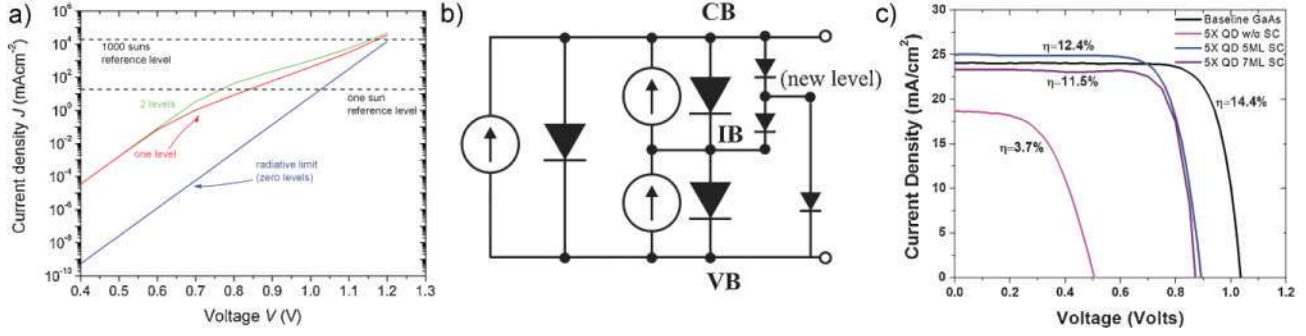 a)
Current density J (mAcm⁻²)
10⁶
10⁴
10²
10⁰
10⁻²
10⁻⁴
10⁻⁶
10⁻⁸
10⁻¹⁰
1000 suns
reference level
2 levels
one sun
reference level
one level
radiative limit
(zero levels)
0.4 0.5 0.6 0.7 0.8 0.9 1.0 1.1 1.2 1.3
Voltage V (V)
b)
CB
(new level)
IB
VB
c)
Current Density (mA/cm²)
30
25
20
15
10
5
0
Baseline GaAs
5X QD w/o SC
5X QD 5ML SC
5X QD 7ML SC
η=12.4%
η=11.5%
η=14.4%
η=3.7%
0.0 0.2 0.4 0.6 0.8 1.0 1.2
Voltage (Volts)